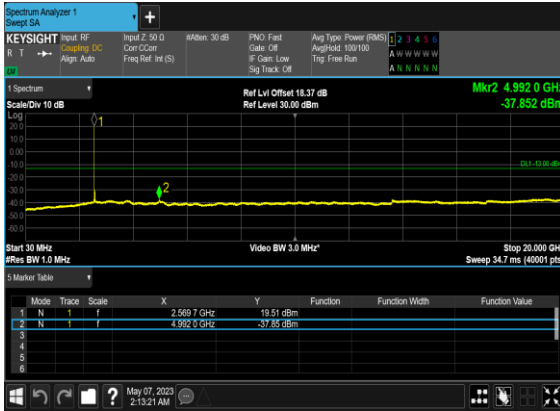 Spectrum Analyzer 1
Swept SA
+
KEYSIGHT Input: RF Input Z: 50 Ω #Atten: 30 dB PNO: Fast Avg Type: Power (RMS) 1 2 3 4 5 6
R T Coupling: DC Corr CCorr Gate: Off Avg|Hold: 100/100 A W W W W W
Align: Auto Freq Ref: Int (S) IF Gain: Low Trig: Free Run
Sig Track: Off A N N N N N
1 Spectrum Mkr2 4.992 0 GHz
Ref Lvl Offset 18.37 dB
Scale/Div 10 dB Ref Level 30.00 dBm -37.852 dBm
Log
20.0
10.0
0.00
-10.0
-20.0
-30.0
-40.0
-50.0
-60.0
1
2
DL1 -13.00 dBm
Start 30 MHz Video BW 3.0 MHz* Stop 20.000 GH
#Res BW 1.0 MHz Sweep 34.7 ms (40001 pts
5 Marker Table
Mode Trace Scale X Y Function Function Width Function Value
1 N 1 f 2.569 7 GHz 19.51 dBm
2 N 1 f 4.992 0 GHz -37.85 dBm
3
4
5
6
? May 07, 2023
2:13:21 AM